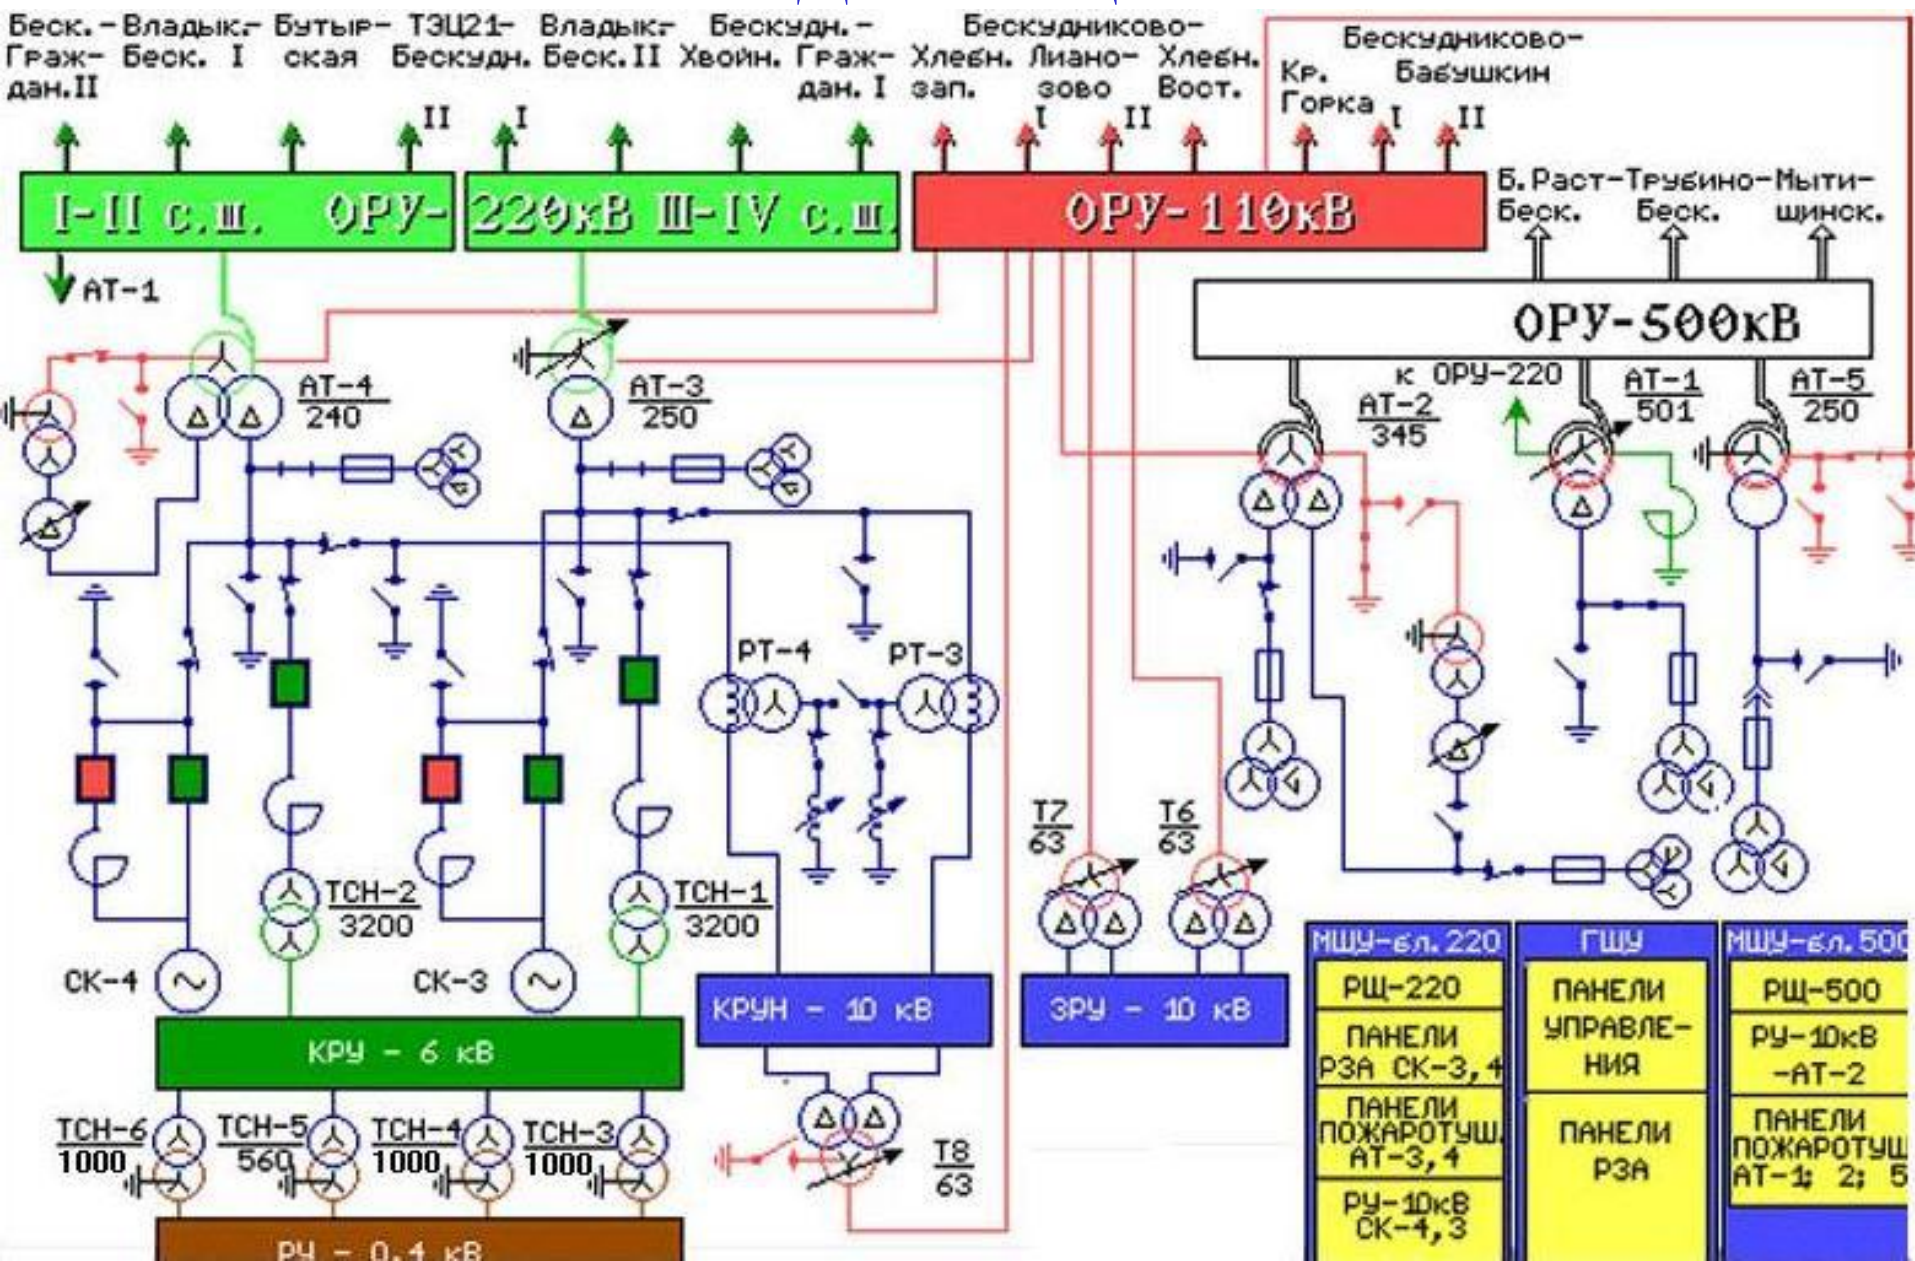 Беск.- Владык.- Бутыр- ТЭЦ21- Владык.- Бескудн.- Бескудниково-
Граж- Беск. I ская Бескудн. Беск.II Хвойн. Граж- Хлебн. Лиано- Хлебн.
дан.II дан. I зап. зово Вост.
Бескудниково-
Кр. Бабушкин
Горка
II I I II I II
Б.Раст- Трубино- Мыти-
Беск. Беск. щинск.
I-II с.ш. ОРУ- 220кВ III-IV с.ш.
ОРУ-110кВ
ОРУ-500кВ
АТ-1
к ОРУ-220
АТ-4
240
АТ-3
250
АТ-2
345
АТ-1
501
АТ-5
250
РТ-4 РТ-3
Т7
63
Т6
63
ТСН-2
3200
ТСН-1
3200
СК-4 СК-3
КРУ - 6 кВ
КРУН - 10 кВ
ЗРУ - 10 кВ
ТСН-6
1000
ТСН-5
560
ТСН-4
1000
ТСН-3
1000
Т8
63
РУ - 0,4 кВ
МЩУ-бл.220
РЩ-220
ПАНЕЛИ
РЗА СК-3,4
ПАНЕЛИ
ПОЖАРОТУШ.
АТ-3,4
РУ-10кВ
СК-4,3
ГЩУ
ПАНЕЛИ
УПРАВЛЕ-
НИЯ
ПАНЕЛИ
РЗА
МЩУ-бл.500
РЩ-500
РУ-10кВ
-АТ-2
ПАНЕЛИ
ПОЖАРОТУШ
АТ-1; 2; 5